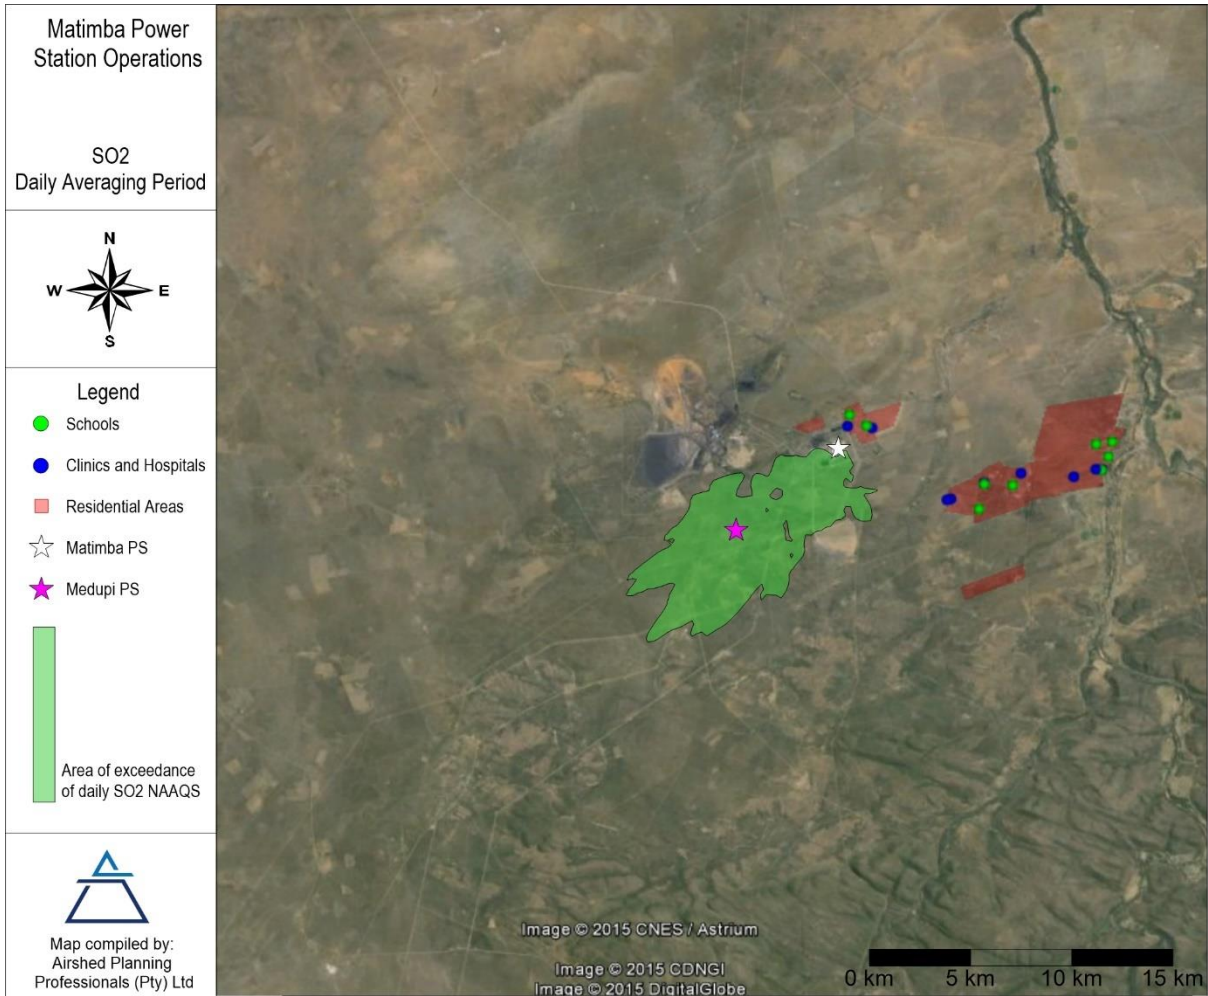 Matimba Power
Station Operations
SO2
Daily Averaging Period
N
W
E
S
Legend
Schools
Clinics and Hospitals
Residential Areas
Matimba PS
Medupi PS
Area of exceedance
of daily SO2 NAAQS
Map compiled by:
Airshed Planning
Professionals (Pty) Ltd
Image © 2015 CNES / Astrium
Image © 2015 CDNGI
Image © 2015 DigitalGlobe
0 km 5 km 10 km 15 km